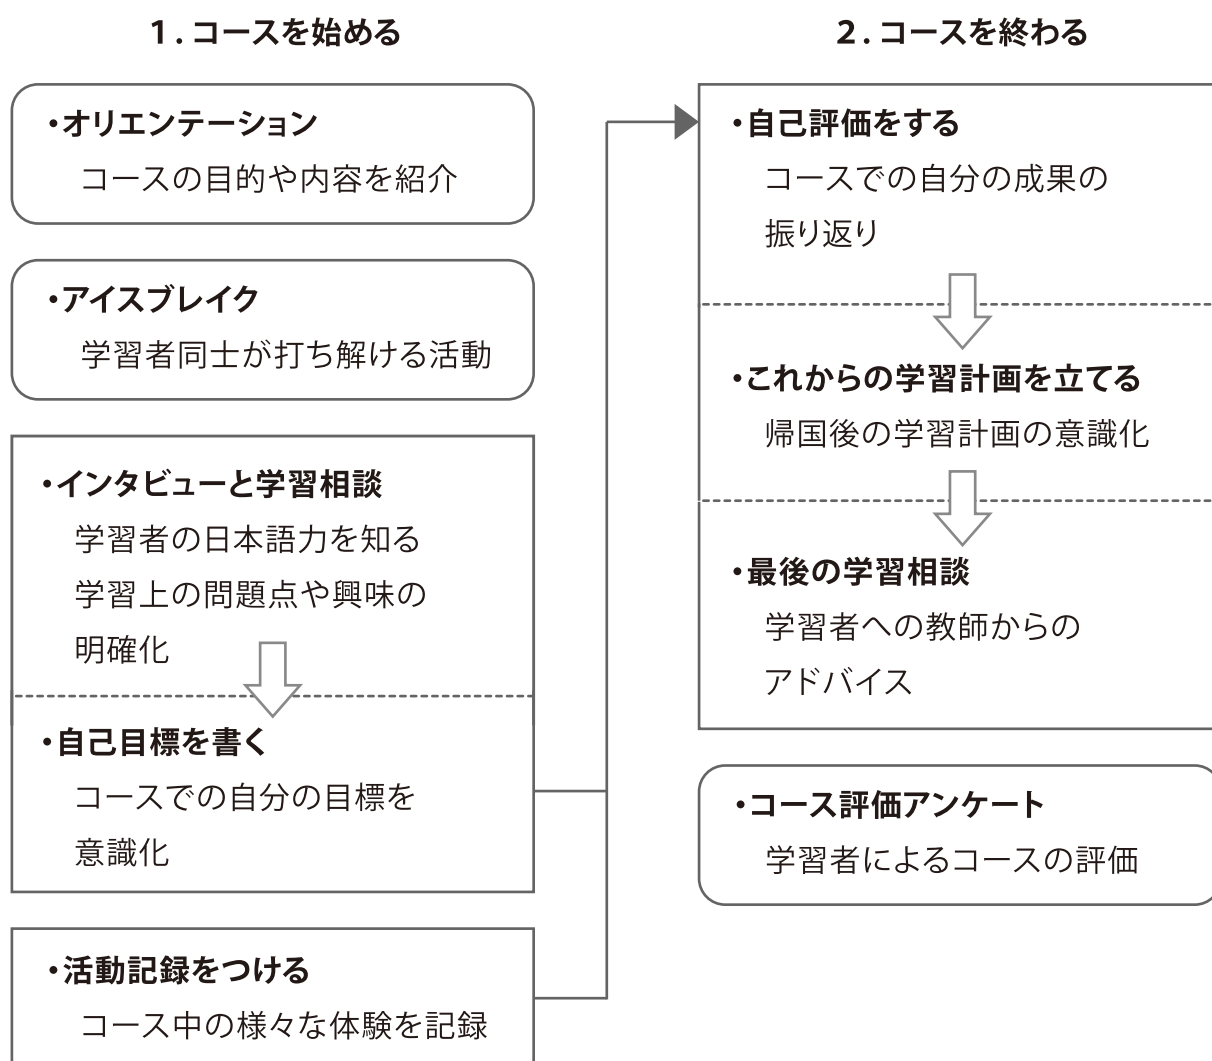 1. コースを始める
・オリエンテーション
コースの目的や内容を紹介
・アイスブレイク
学習者同士が打ち解ける活動
・インタビューと学習相談
学習者の日本語力を知る
学習上の問題点や興味の
明確化
・自己目標を書く
コースでの自分の目標を
意識化
・活動記録をつける
コース中の様々な体験を記録
2. コースを終わる
・自己評価をする
コースでの自分の成果の
振り返り
・これからの学習計画を立てる
帰国後の学習計画の意識化
・最後の学習相談
学習者への教師からの
アドバイス
・コース評価アンケート
学習者によるコースの評価